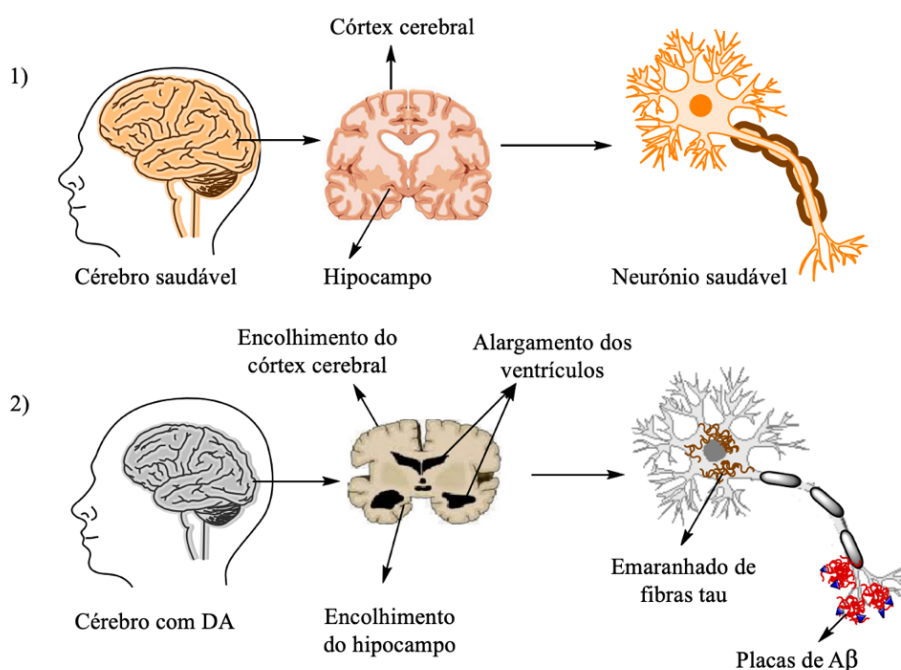 1)
Córtex cerebral
Cérebro saudável
Hipocampo
Neurónio saudável
2)
Encolhimento do
córtex cerebral
Alargamento dos
ventrículos
Cérebro com DA
Encolhimento
do hipocampo
Emaranhado de
fibras tau
Placas de Aβ